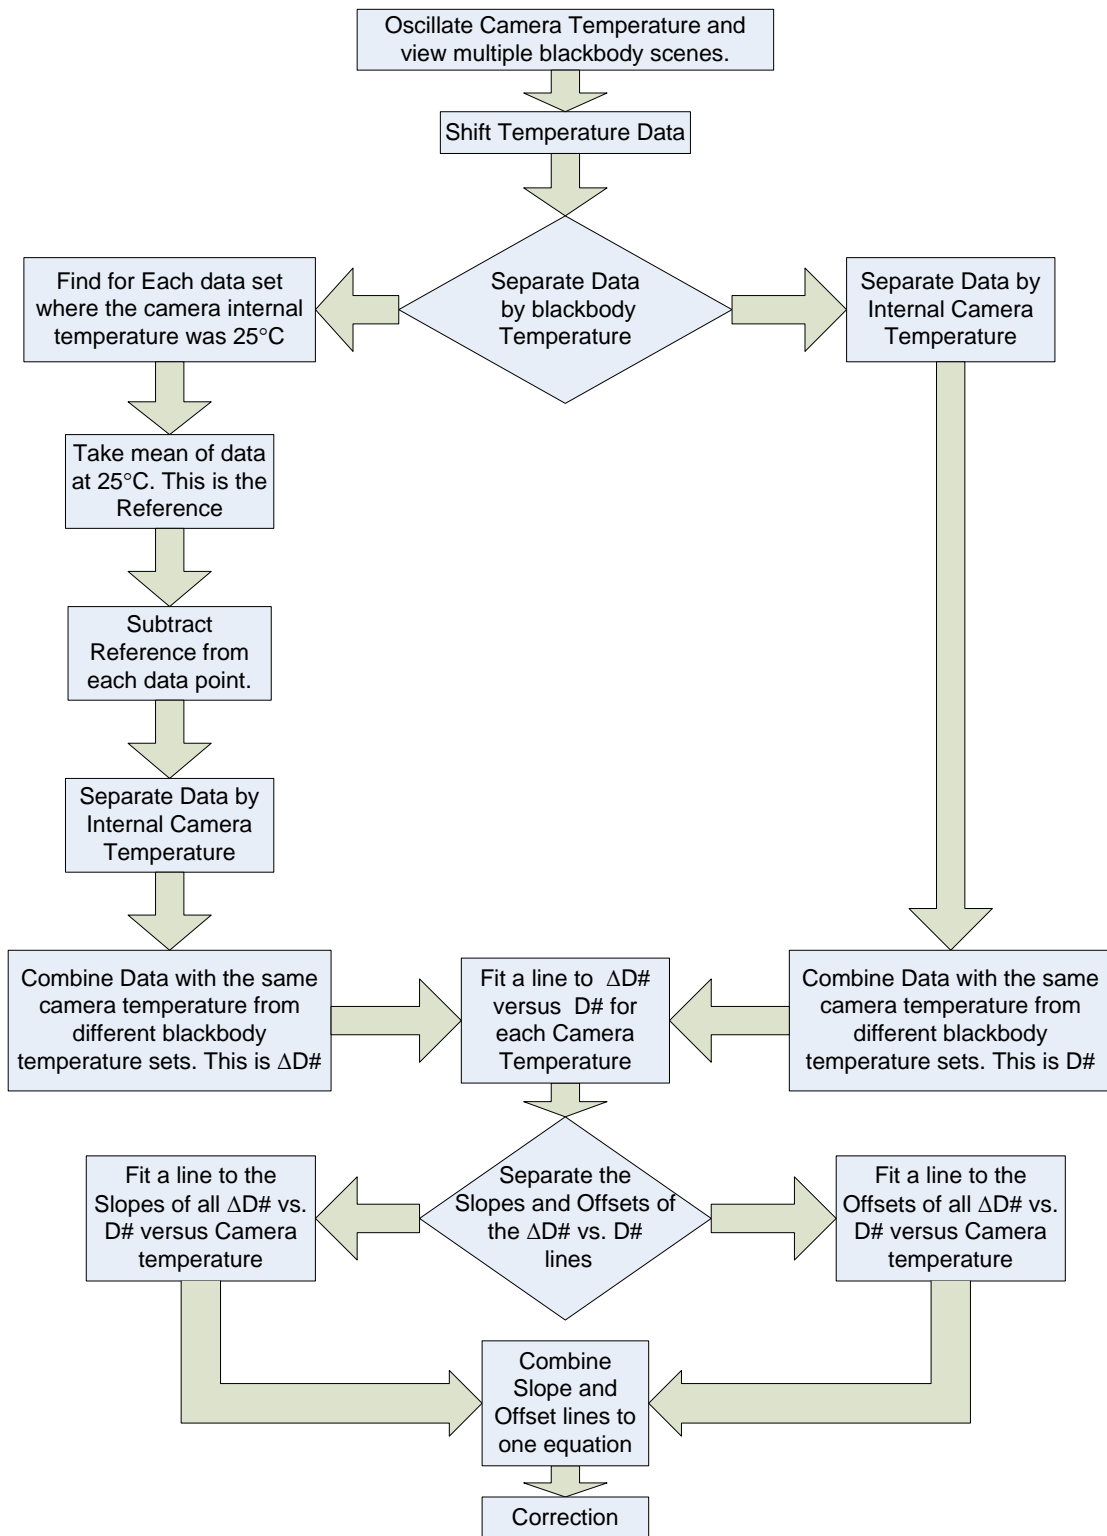 Oscillate Camera Temperature and
view multiple blackbody scenes.
Shift Temperature Data
Separate Data
by blackbody
Temperature
Find for Each data set
where the camera internal
temperature was 25°C
Separate Data by
Internal Camera
Temperature
Take mean of data
at 25°C. This is the
Reference
Subtract
Reference from
each data point.
Separate Data by
Internal Camera
Temperature
Combine Data with the same
camera temperature from
different blackbody
temperature sets. This is ΔD#
Fit a line to ΔD#
versus D# for
each Camera
Temperature
Combine Data with the same
camera temperature from
different blackbody
temperature sets. This is D#
Fit a line to the
Slopes of all ΔD# vs.
D# versus Camera
temperature
Separate the
Slopes and Offsets of
the ΔD# vs. D#
lines
Fit a line to the
Offsets of all ΔD# vs.
D# versus Camera
temperature
Combine
Slope and
Offset lines to
one equation
Correction